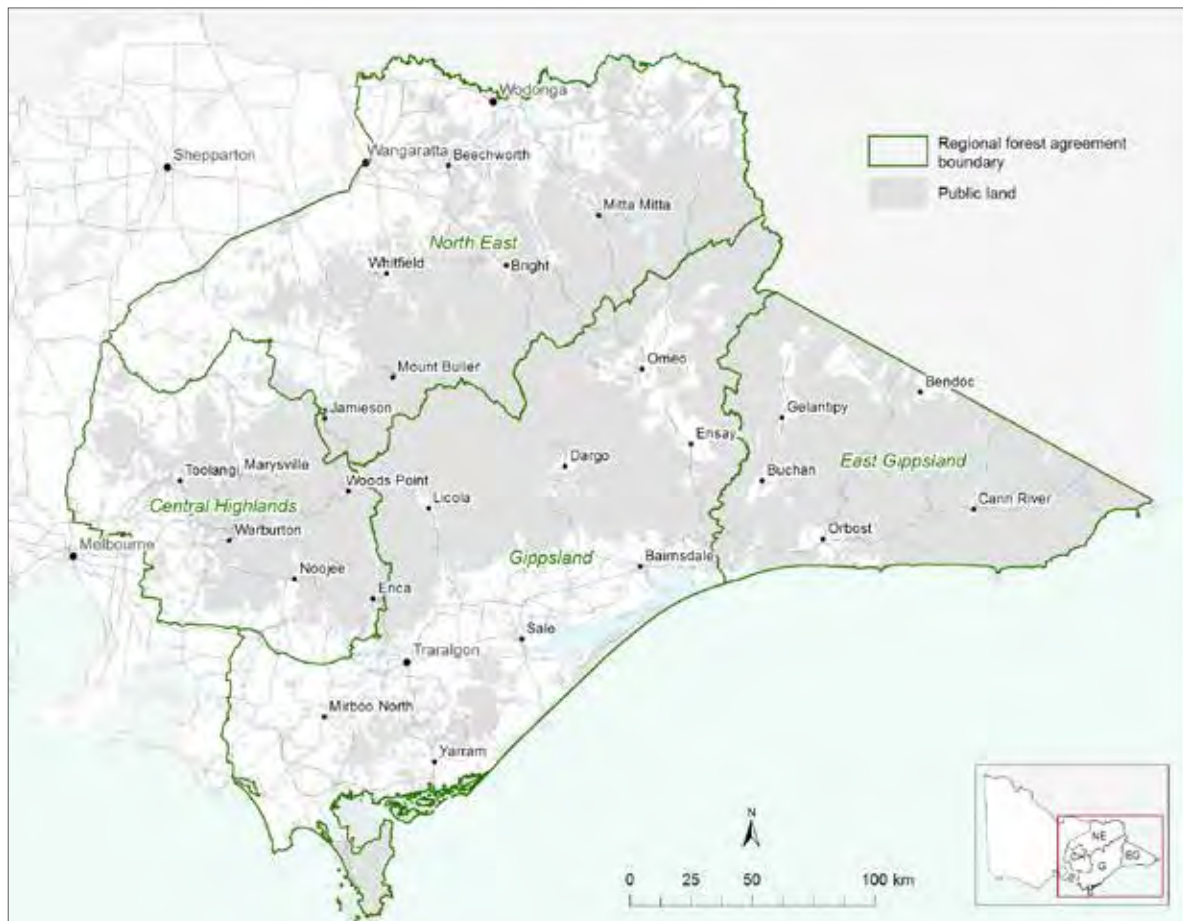 Wodonga
Shepparton
Wangaratta
Beechworth
Regional forest agreement
boundary
Public land
Mitta Mitta
North East
Whitfield
Bright
Mount Buller
Omeo
Bendoc
Jamieson
Gelantipy
Ensay
Toolangi
Marysville
Dargo
East Gippsland
Woods Point
Buchan
Central Highlands
Licola
Cann River
Warburton
Orbost
Melbourne
Gippsland
Bairnsdale
Noojee
Erica
Sale
Traralgon
Mirboo North
Yarram
N
NE
CH
G
EG
0 25 50 100 km